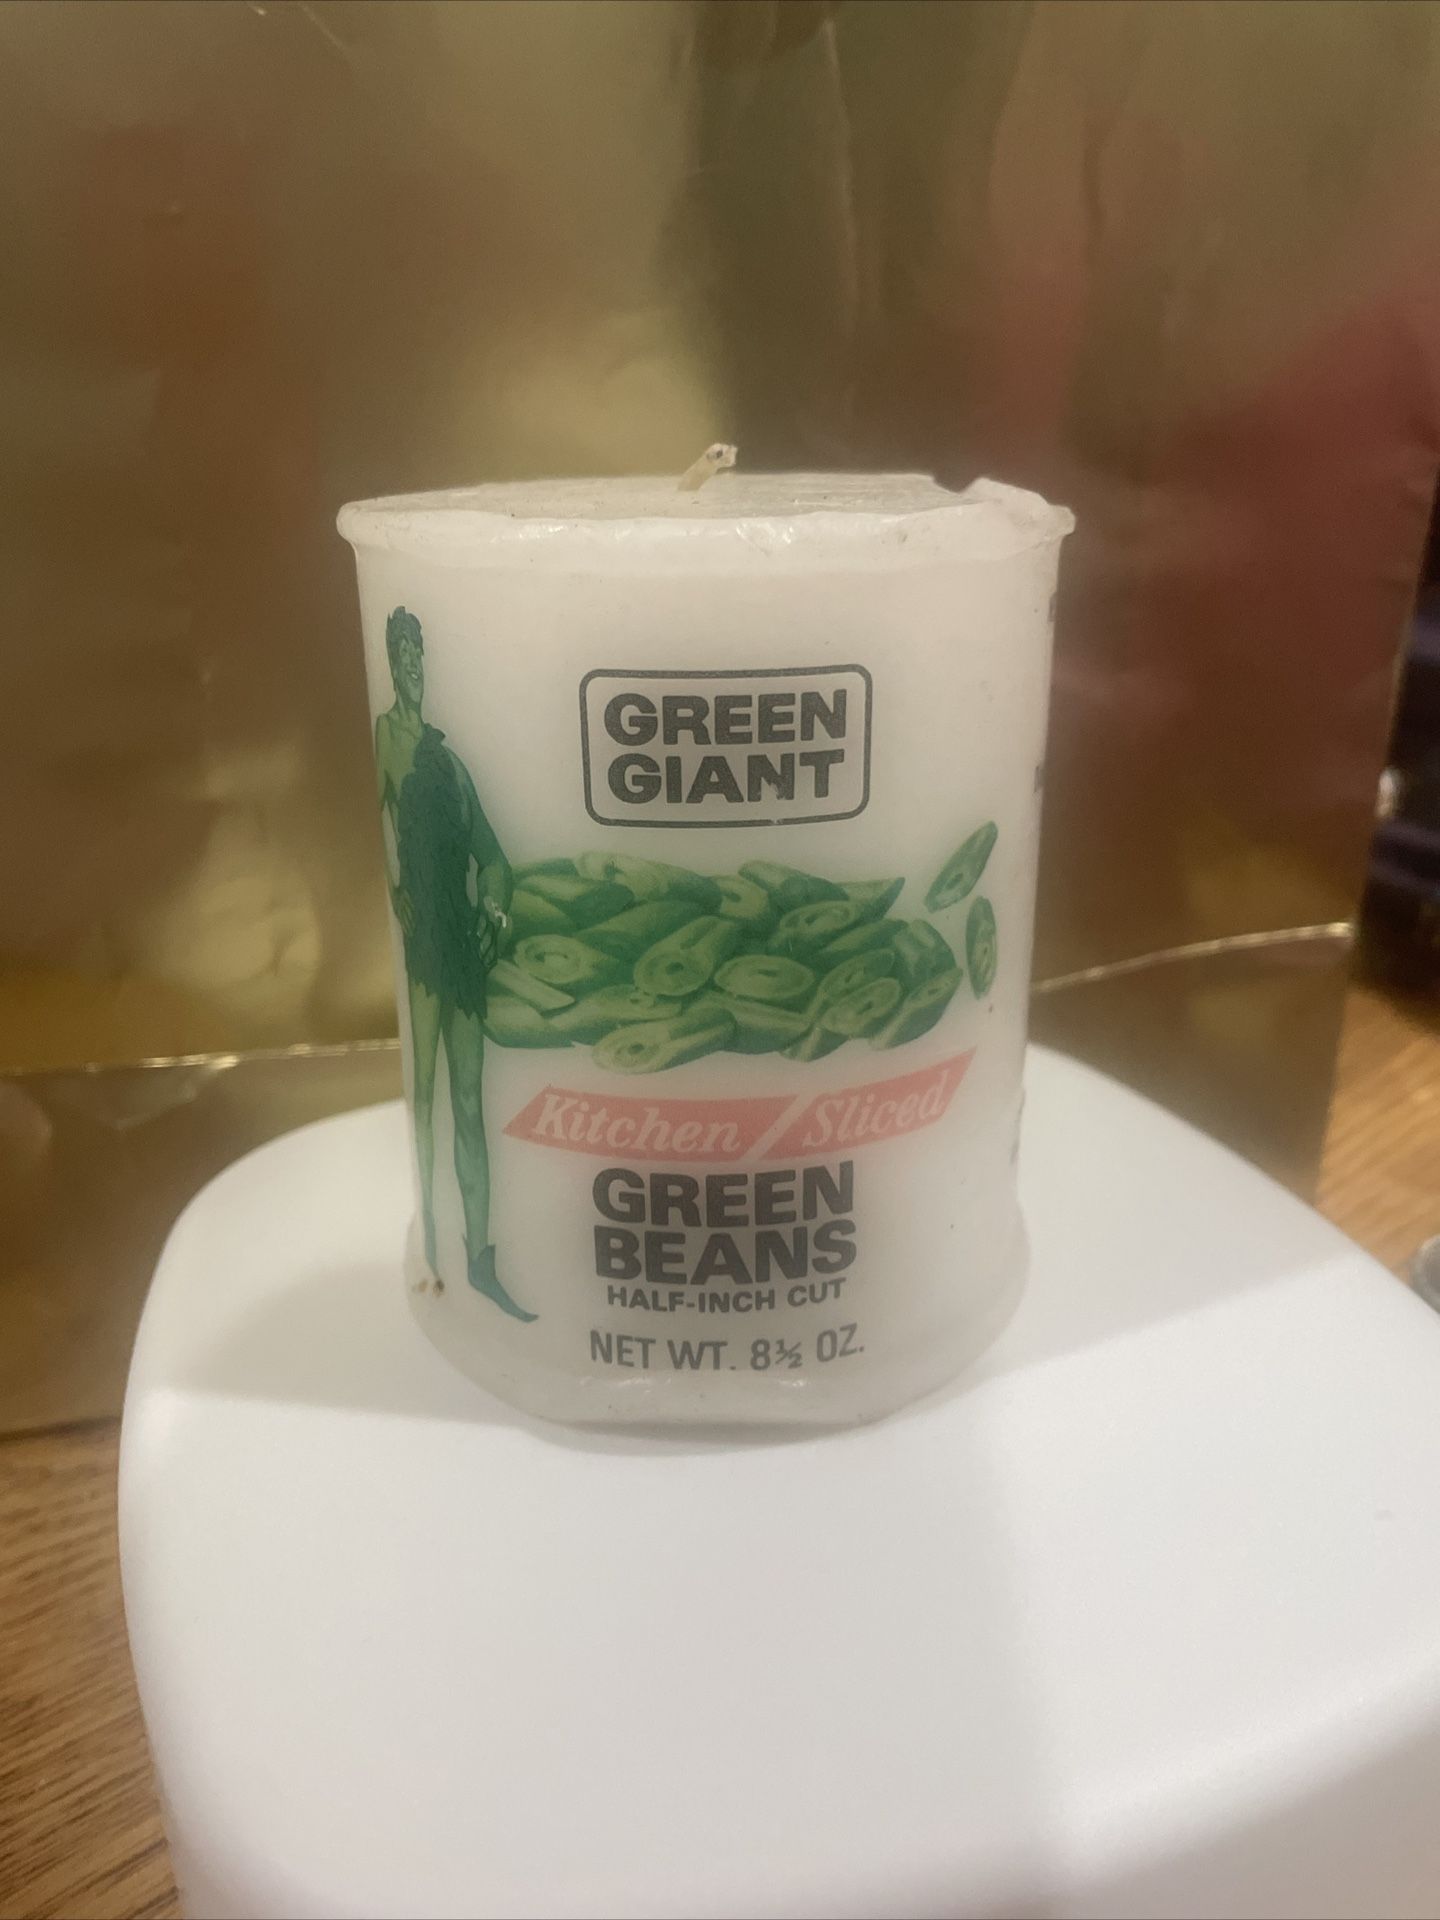 GREEN
GIANT
Kitchen Sliced
GREEN
BEANS
HALF-INCH CUT
NET WT. 8½ OZ.